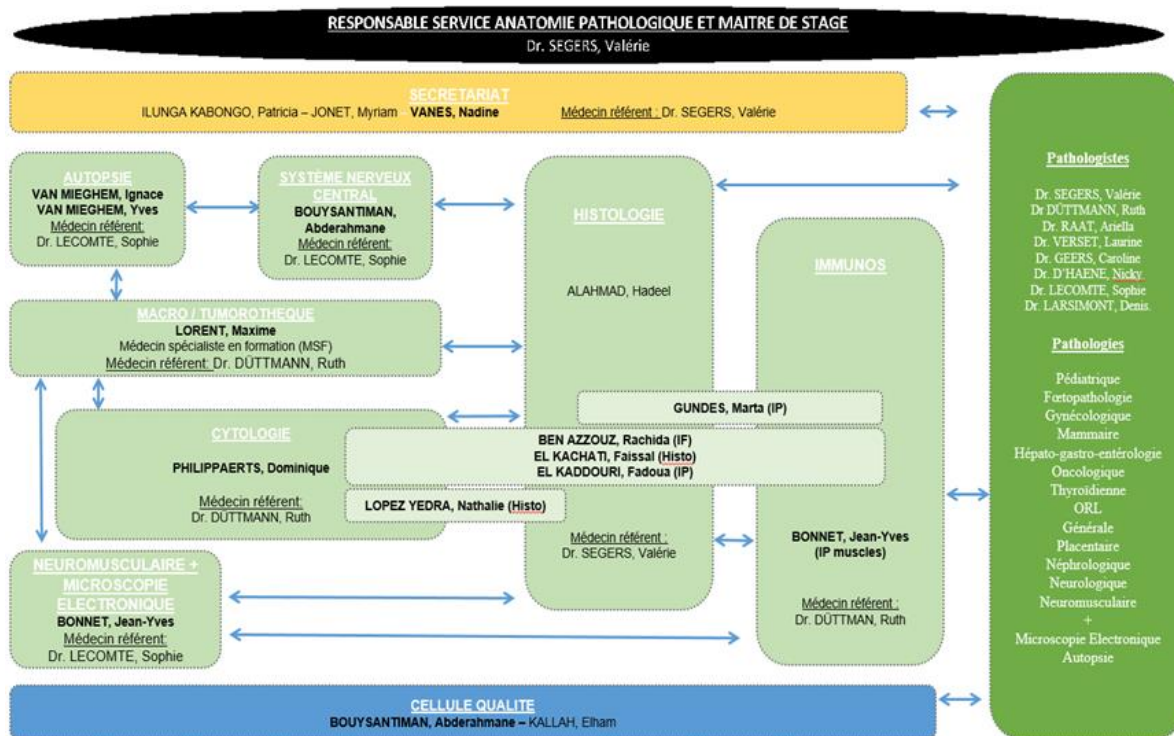 RESPONSABLE SERVICE ANATOMIE PATHOLOGIQUE ET MAITRE DE STAGE
Dr. SEGERS, Valérie
SECRETARIAT
ILUNGA KABONGO, Patricia – JONET, Myriam VANES, Nadine Médecin référent : Dr. SEGERS, Valérie
AUTOPSIE
VAN MIEGHEM, Ignace
VAN MIEGHEM, Yves
Médecin référent:
Dr. LECOMTE, Sophie
SYSTÈME NERVEUX
CENTRAL
BOUYSANTIMAN,
Abderahmane
Médecin référent:
Dr. LECOMTE, Sophie
MACRO / TUMOROTHEQUE
LORENT, Maxime
Médecin spécialiste en formation (MSF)
Médecin référent: Dr. DÜTTMANN, Ruth
CYTOLOGIE
PHILIPPAERTS, Dominique
Médecin référent:
Dr. DÜTTMANN, Ruth
NEUROMUSCULAIRE +
MICROSCOPIE
ELECTRONIQUE
BONNET, Jean-Yves
Médecin référent:
Dr. LECOMTE, Sophie
HISTOLOGIE
ALAHMAD, Hadeel
GUNDES, Marta (IP)
BEN AZZOUZ, Rachida (IF)
EL KACHATI, Faissal (Histo)
EL KADDOURI, Fadoua (IP)
LOPEZ YEDRA, Nathalie (Histo)
Médecin référent :
Dr. SEGERS, Valérie
IMMUNOS
BONNET, Jean-Yves
(IP muscles)
Médecin référent :
Dr. DÜTTMAN, Ruth
Pathologistes
Dr. SEGERS, Valérie
Dr DÜTTMANN, Ruth
Dr. RAAT, Ariella
Dr. VERSET, Laurine
Dr. GEERS, Caroline
Dr. D'HAENE, Nicky
Dr. LECOMTE, Sophie
Dr. LARSIMONT, Denis.
Pathologies
Pédiatrique
Fœtopathologie
Gynécologique
Mammaire
Hépato-gastro-entérologie
Oncologique
Thyroïdienne
ORL
Générale
Placentaire
Néphrologique
Neurologique
Neuromusculaire
+
Microscopie Electronique
Autopsie
CELLULE QUALITE
BOUYSANTIMAN, Abderahmane – KALLAH, Elham